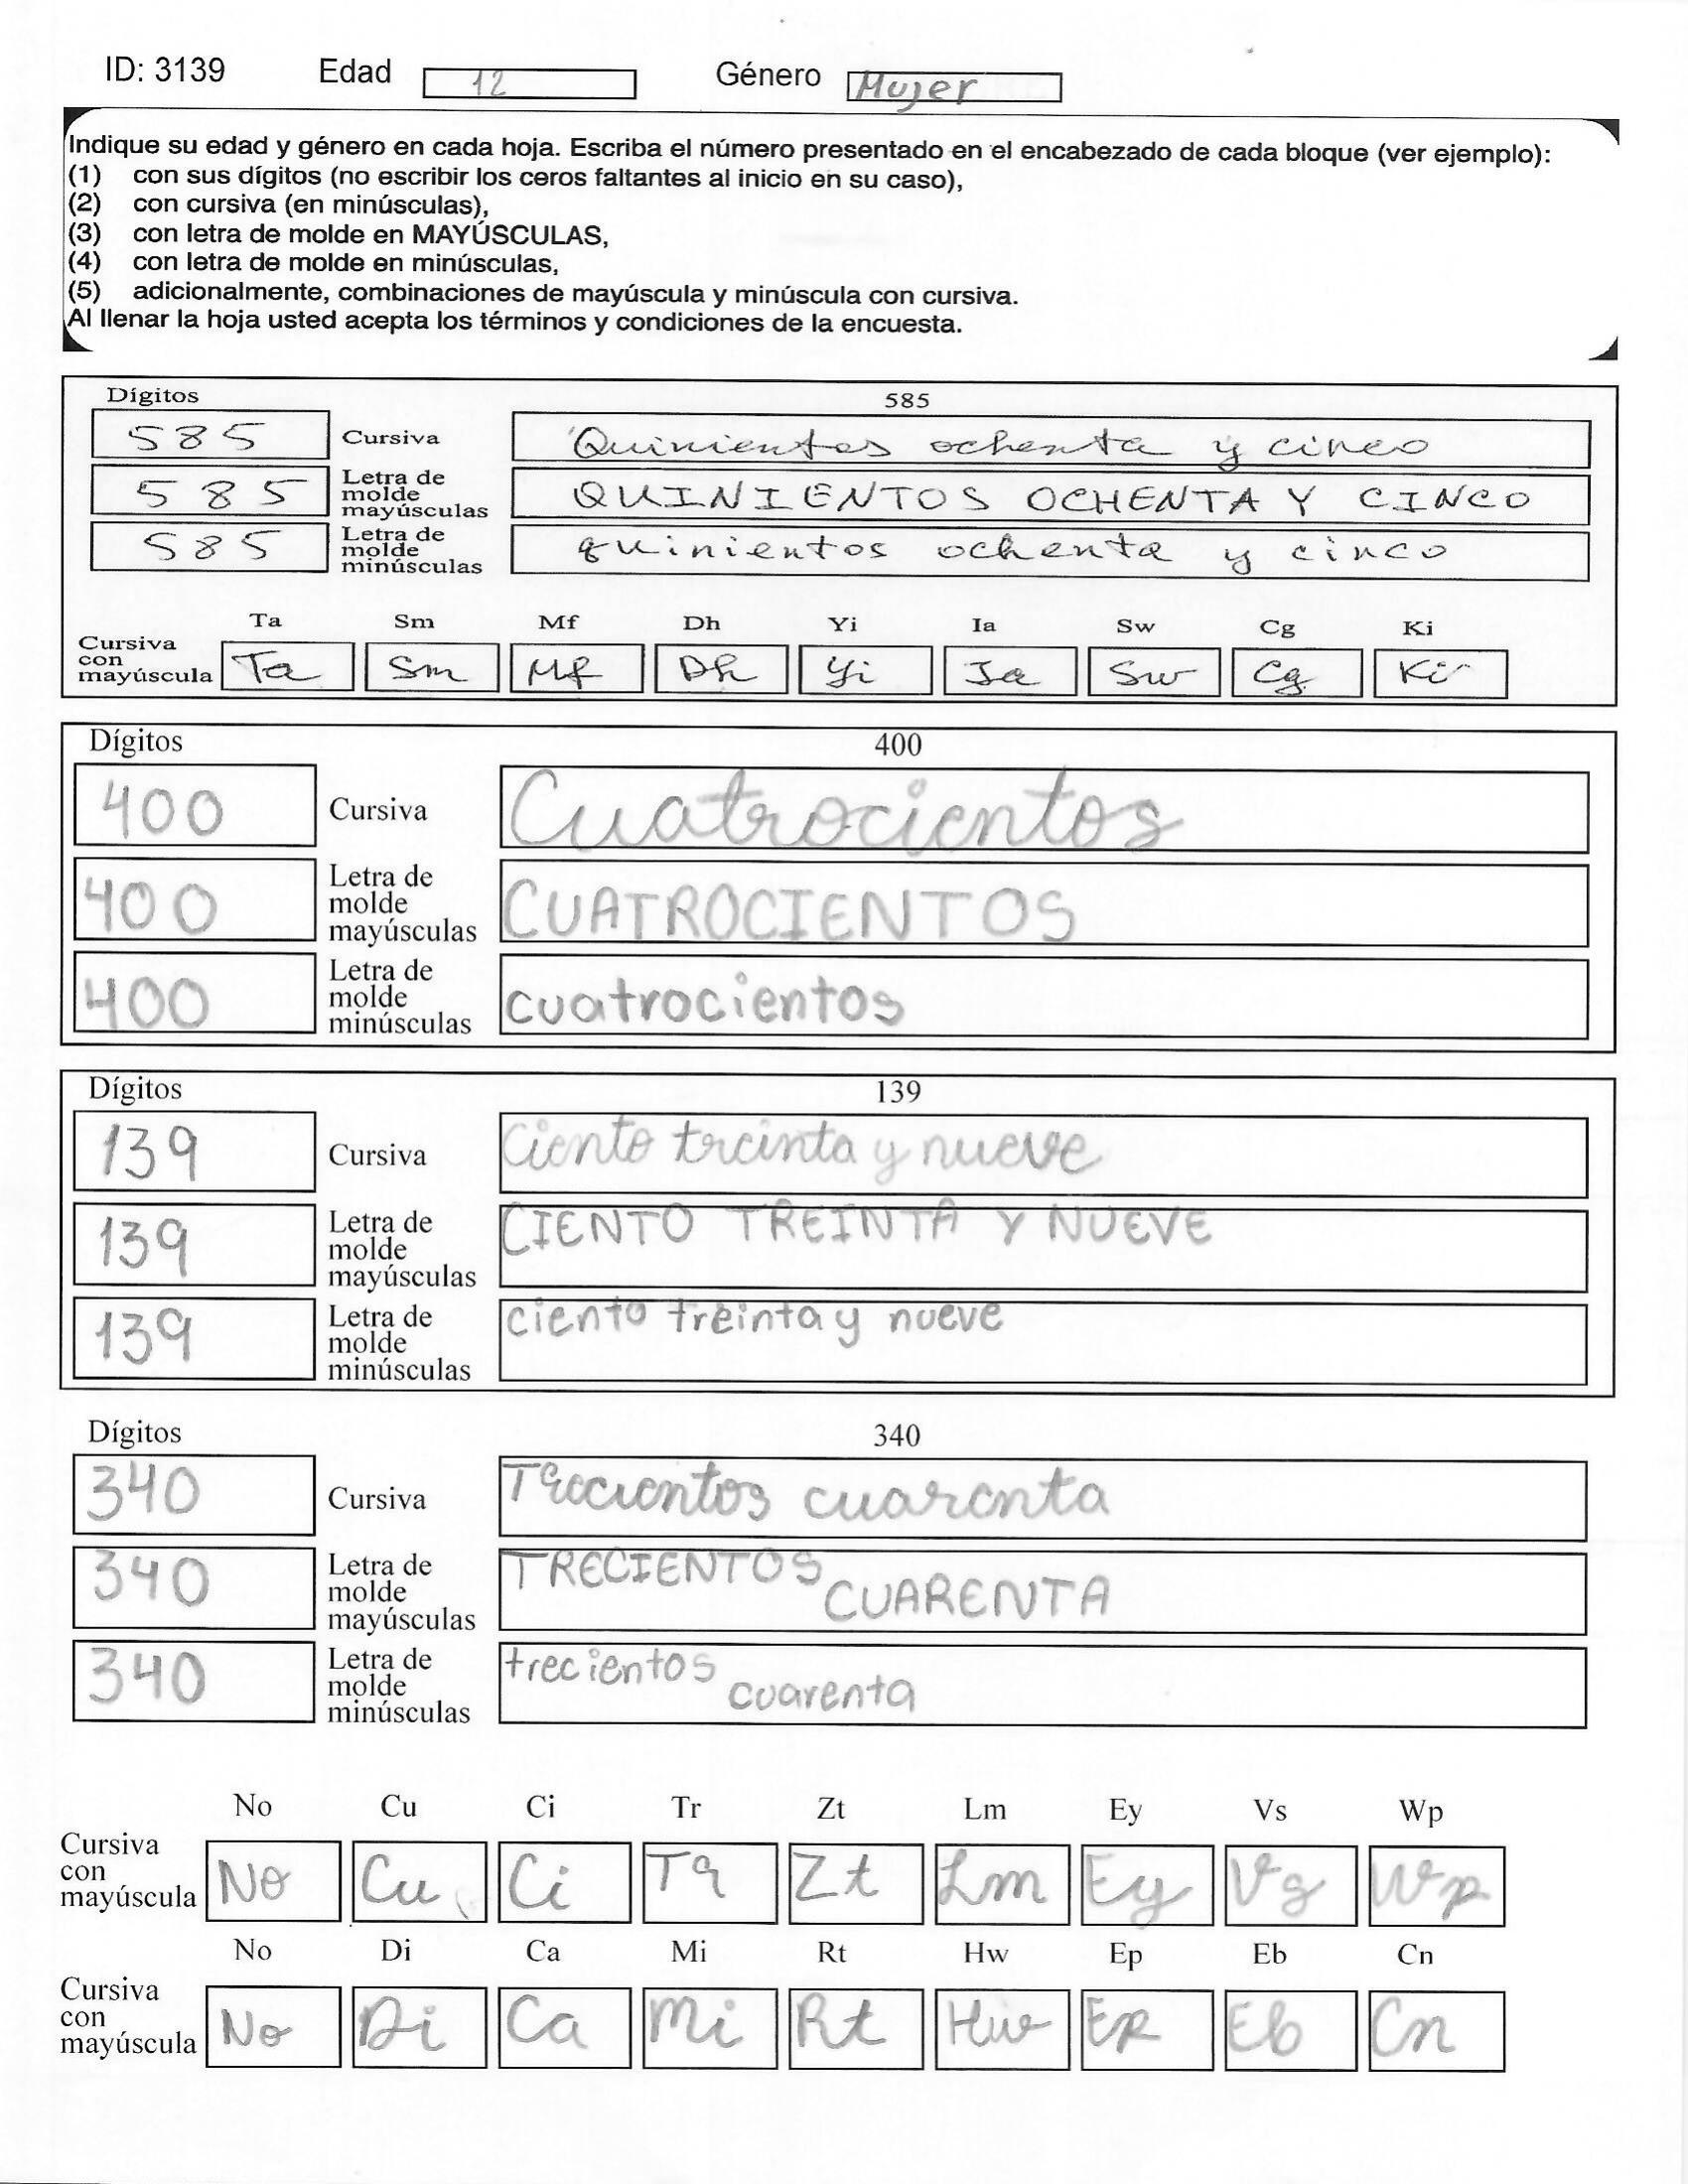 ID: 3139 Edad 12 Género Mujer
Indique su edad y género en cada hoja. Escriba el número presentado en el encabezado de cada bloque (ver ejemplo):
(1) con sus dígitos (no escribir los ceros faltantes al inicio en su caso),
(2) con cursiva (en minúsculas),
(3) con letra de molde en MAYÚSCULAS,
(4) con letra de molde en minúsculas,
(5) adicionalmente, combinaciones de mayúscula y minúscula con cursiva.
Al llenar la hoja usted acepta los términos y condiciones de la encuesta.
Dígitos 585
585 Cursiva Quinientos ochenta y cinco
585 Letra de molde mayúsculas QUINIENTOS OCHENTA Y CINCO
585 Letra de molde minúsculas quinientos ochenta y cinco
Ta Sm Mf Dh Yi Ia Sw Cg Ki
Cursiva con mayúscula Ta Sm Mf Dh Yi Ia Sw Cg Ki
Dígitos 400
400 Cursiva Cuatrocientos
400 Letra de molde mayúsculas CUATROCIENTOS
400 Letra de molde minúsculas cuatrocientos
Dígitos 139
139 Cursiva Ciento treinta y nueve
139 Letra de molde mayúsculas CIENTO TREINTA Y NUEVE
139 Letra de molde minúsculas ciento treinta y nueve
Dígitos 340
340 Cursiva Trecientos cuarenta
340 Letra de molde mayúsculas TRECIENTOS CUARENTA
340 Letra de molde minúsculas trecientos cuarenta
No Cu Ci Tr Zt Lm Ey Vs Wp
Cursiva con mayúscula No Cu Ci Tr Zt Lm Ey Vs Wp
No Di Ca Mi Rt Hw Ep Eb Cn
Cursiva con mayúscula No Di Ca Mi Rt Hw Ep Eb Cn